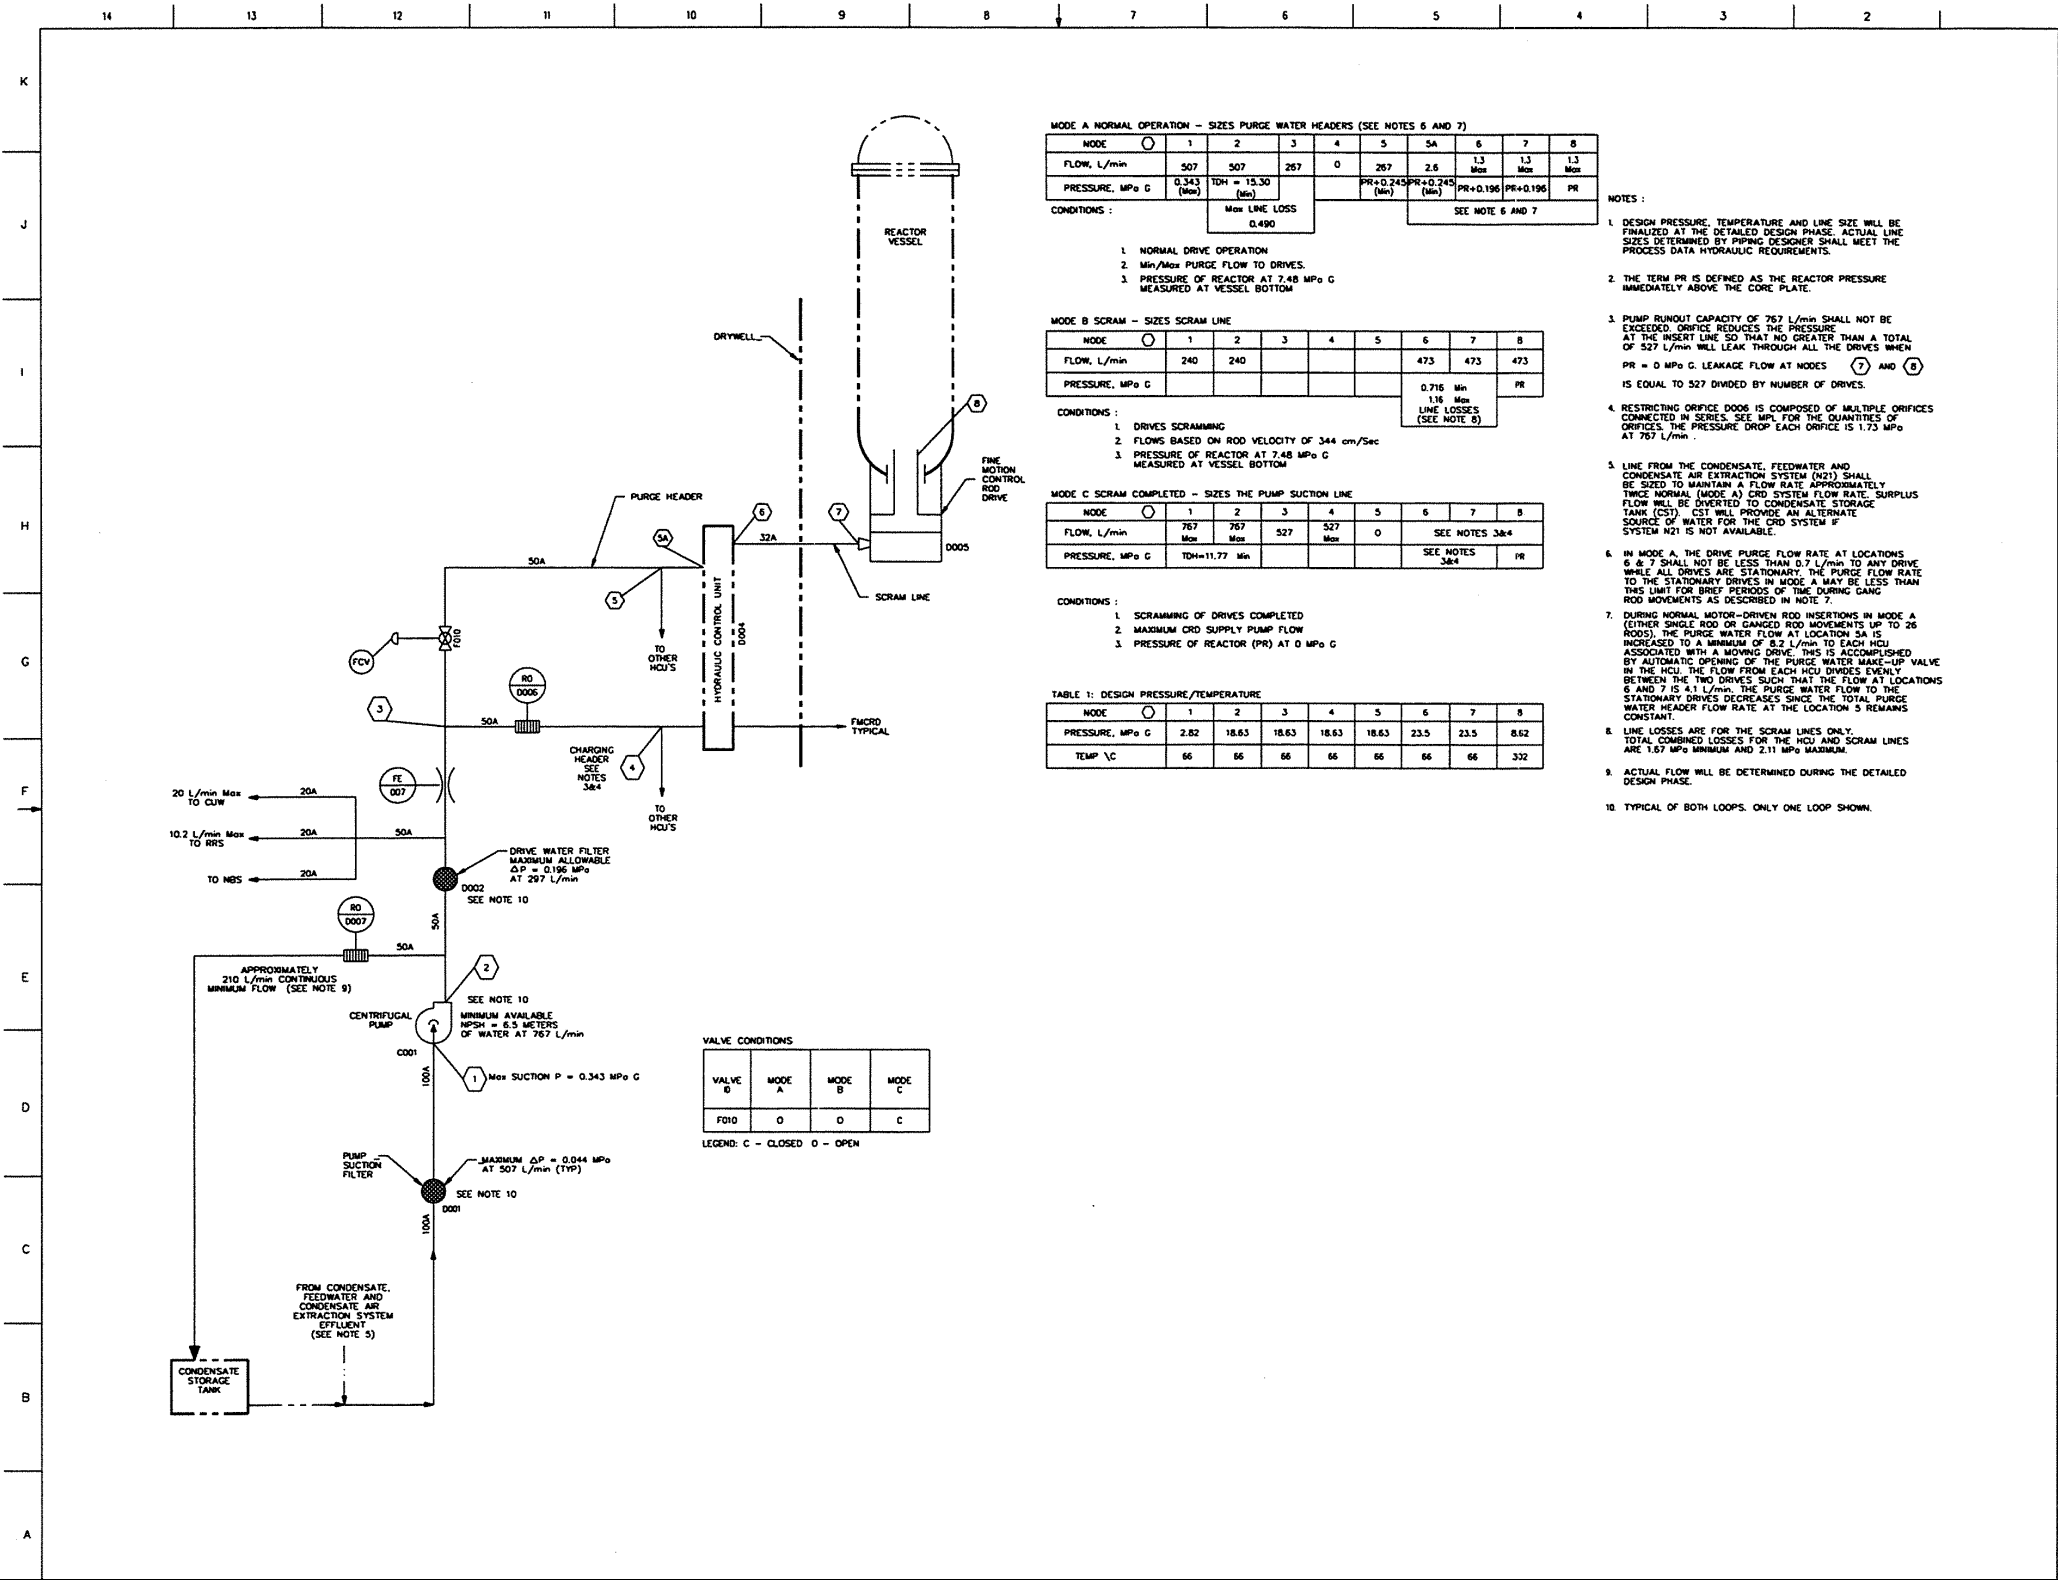 14 13 12 11 10 9 8 7 6 5 4 3 2
K
J
I
H
G
F
E
D
C
B
A
REACTOR
VESSEL
DRYWELL
8
FINE
MOTION
CONTROL
ROD
DRIVE
PURGE HEADER
6
7
5A
32A
D005
50A
5
SCRAM LINE
HYDRAULIC CONTROL UNIT
D004
F010
FCV
TO
OTHER
HCU'S
RO
D006
3
50A
FMCRD
TYPICAL
CHARGING
HEADER
SEE
NOTES
3&4
4
FE
007
20 L/min Max
TO CUW
20A
TO
OTHER
HCU'S
10.2 L/min Max
TO RRS
20A
50A
DRIVE WATER FILTER
MAXIMUM ALLOWABLE
ΔP = 0.196 MPa
AT 297 L/min
TO NBS
20A
D002
SEE NOTE 10
RO
D007
50A
50A
APPROXIMATELY
210 L/min CONTINUOUS
MINIMUM FLOW (SEE NOTE 9)
2
SEE NOTE 10
CENTRIFUGAL
PUMP
MINIMUM AVAILABLE
NPSH = 6.5 METERS
OF WATER AT 767 L/min
C001
100A
1
Max SUCTION P = 0.343 MPa G
PUMP
SUCTION
FILTER
MAXIMUM ΔP = 0.044 MPa
AT 507 L/min (TYP)
SEE NOTE 10
D001
100A
FROM CONDENSATE,
FEEDWATER AND
CONDENSATE AIR
EXTRACTION SYSTEM
EFFLUENT
(SEE NOTE 5)
CONDENSATE
STORAGE
TANK
VALVE CONDITIONS
VALVE ID MODE A MODE B MODE C
F010 O O C
LEGEND: C - CLOSED O - OPEN
MODE A NORMAL OPERATION - SIZES PURGE WATER HEADERS (SEE NOTES 6 AND 7)
NODE 1 2 3 4 5 5A 6 7 8
FLOW, L/min 507 507 267 0 267 2.6 1.3 Max 1.3 Max 1.3 Max
PRESSURE, MPa G 0.343 (Max) TDH = 15.30 (Min) PR+0.245 (Min) PR+0.245 (Min) PR+0.196 PR+0.196 PR
CONDITIONS :
Max LINE LOSS
0.490
SEE NOTE 6 AND 7
1. NORMAL DRIVE OPERATION
2. Min/Max PURGE FLOW TO DRIVES.
3. PRESSURE OF REACTOR AT 7.48 MPa G
MEASURED AT VESSEL BOTTOM
MODE B SCRAM - SIZES SCRAM LINE
NODE 1 2 3 4 5 6 7 8
FLOW, L/min 240 240 473 473 473
PRESSURE, MPa G 0.716 Min PR
1.16 Max
LINE LOSSES
(SEE NOTE 8)
CONDITIONS :
1. DRIVES SCRAMMING
2. FLOWS BASED ON ROD VELOCITY OF 344 cm/Sec
3. PRESSURE OF REACTOR AT 7.48 MPa G
MEASURED AT VESSEL BOTTOM
MODE C SCRAM COMPLETED - SIZES THE PUMP SUCTION LINE
NODE 1 2 3 4 5 6 7 8
FLOW, L/min 767 Max 767 Max 527 527 Max 0 SEE NOTES 3&4
PRESSURE, MPa G TDH=11.77 Min SEE NOTES 3&4 PR
CONDITIONS :
1. SCRAMMING OF DRIVES COMPLETED
2. MAXIMUM CRD SUPPLY PUMP FLOW
3. PRESSURE OF REACTOR (PR) AT 0 MPa G
TABLE 1: DESIGN PRESSURE/TEMPERATURE
NODE 1 2 3 4 5 6 7 8
PRESSURE, MPa G 2.82 18.63 18.63 18.63 18.63 23.5 23.5 8.62
TEMP \C 66 66 66 66 66 66 66 302
NOTES :
1. DESIGN PRESSURE, TEMPERATURE AND LINE SIZE WILL BE
FINALIZED AT THE DETAILED DESIGN PHASE. ACTUAL LINE
SIZES DETERMINED BY PIPING DESIGNER SHALL MEET THE
PROCESS DATA HYDRAULIC REQUIREMENTS.
2. THE TERM PR IS DEFINED AS THE REACTOR PRESSURE
IMMEDIATELY ABOVE THE CORE PLATE.
3. PUMP RUNOUT CAPACITY OF 767 L/min SHALL NOT BE
EXCEEDED. ORIFICE REDUCES THE PRESSURE
AT THE INSERT LINE SO THAT NO GREATER THAN A TOTAL
OF 527 L/min WILL LEAK THROUGH ALL THE DRIVES WHEN
PR = 0 MPa G. LEAKAGE FLOW AT NODES 7 AND 8
IS EQUAL TO 527 DIVIDED BY NUMBER OF DRIVES.
4. RESTRICTING ORIFICE D006 IS COMPOSED OF MULTIPLE ORIFICES
CONNECTED IN SERIES. SEE MPL FOR THE QUANTITIES OF
ORIFICES. THE PRESSURE DROP EACH ORIFICE IS 1.73 MPa
AT 767 L/min .
5. LINE FROM THE CONDENSATE, FEEDWATER AND
CONDENSATE AIR EXTRACTION SYSTEM (N21) SHALL
BE SIZED TO MAINTAIN A FLOW RATE APPROXIMATELY
TWICE NORMAL (MODE A) CRD SYSTEM FLOW RATE. SURPLUS
FLOW WILL BE DIVERTED TO CONDENSATE STORAGE
TANK (CST). CST WILL PROVIDE AN ALTERNATE
SOURCE OF WATER FOR THE CRD SYSTEM IF
SYSTEM N21 IS NOT AVAILABLE.
6. IN MODE A, THE DRIVE PURGE FLOW RATE AT LOCATIONS
6 & 7 SHALL NOT BE LESS THAN 0.7 L/min TO ANY DRIVE
WHILE ALL DRIVES ARE STATIONARY. THE PURGE FLOW RATE
TO THE STATIONARY DRIVES IN MODE A MAY BE LESS THAN
THIS LIMIT FOR BRIEF PERIODS OF TIME DURING GANG
ROD MOVEMENTS AS DESCRIBED IN NOTE 7.
7. DURING NORMAL MOTOR-DRIVEN ROD INSERTIONS IN MODE A
(EITHER SINGLE ROD OR GANGED ROD MOVEMENTS UP TO 26
RODS), THE PURGE WATER FLOW AT LOCATION 5A IS
INCREASED TO A MINIMUM OF 8.2 L/min TO EACH HCU
ASSOCIATED WITH A MOVING DRIVE. THIS IS ACCOMPLISHED
BY AUTOMATIC OPENING OF THE PURGE WATER MAKE-UP VALVE
IN THE HCU. THE FLOW FROM EACH HCU DIVIDES EVENLY
BETWEEN THE TWO DRIVES SUCH THAT THE FLOW AT LOCATIONS
6 AND 7 IS 4.1 L/min. THE PURGE WATER FLOW TO THE
STATIONARY DRIVES DECREASES SINCE THE TOTAL PURGE
WATER HEADER FLOW RATE AT THE LOCATION 5 REMAINS
CONSTANT.
8. LINE LOSSES ARE FOR THE SCRAM LINES ONLY.
TOTAL COMBINED LOSSES FOR THE HCU AND SCRAM LINES
ARE 1.67 MPa MINIMUM AND 2.11 MPa MAXIMUM.
9. ACTUAL FLOW WILL BE DETERMINED DURING THE DETAILED
DESIGN PHASE.
10. TYPICAL OF BOTH LOOPS. ONLY ONE LOOP SHOWN.